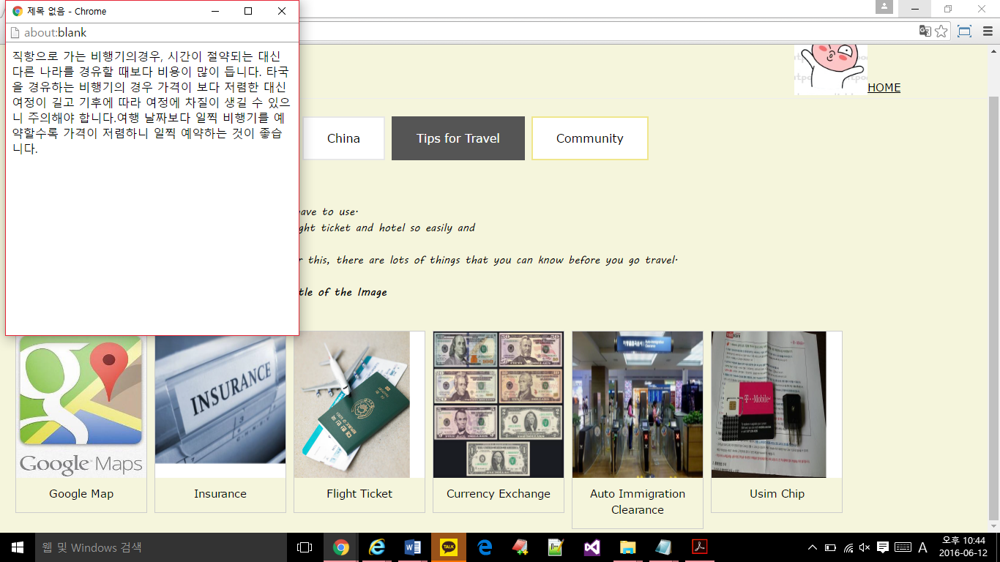 제목 없음 - Chrome
about:blank
직항으로 가는 비행기의경우, 시간이 절약되는 대신
다른 나라를 경유할 때보다 비용이 많이 듭니다. 타국
을 경유하는 비행기의 경우 가격이 보다 저렴한 대신
여정이 길고 기후에 따라 여정에 차질이 생길 수 있으
니 주의해야 합니다.여행 날짜보다 일찍 비행기를 예
약할수록 가격이 저렴하니 일찍 예약하는 것이 좋습
니다.
HOME
China
Tips for Travel
Community
to use.
ticket and hotel so easily and
this, there are lots of things that you can know before you go travel.
of the Image
INSURANCE
자동출입국심사 Auto Immigration
Clearance
T-Mobile
Google Maps
Google Map
Insurance
Flight Ticket
Currency Exchange
Auto Immigration
Clearance
Usim Chip
웹 및 Windows 검색
TALK
A
오후 10:44
2016-06-12